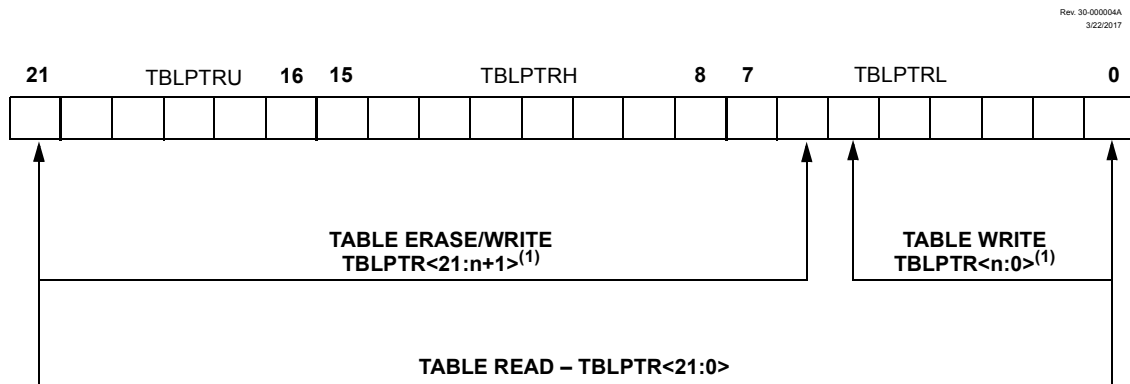 Rev. 30-000004A
3/22/2017
21 TBLPTRU 16 15 TBLPTRH 8 7 TBLPTRL 0
TABLE ERASE/WRITE
TBLPTR<21:n+1>(1)
TABLE WRITE
TBLPTR<n:0>(1)
TABLE READ – TBLPTR<21:0>